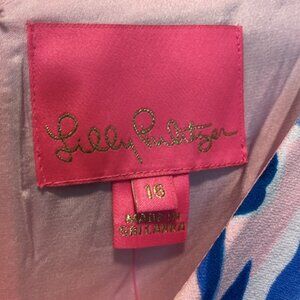 Lilly Pulitzer
16
MADE IN
SRI LANKA